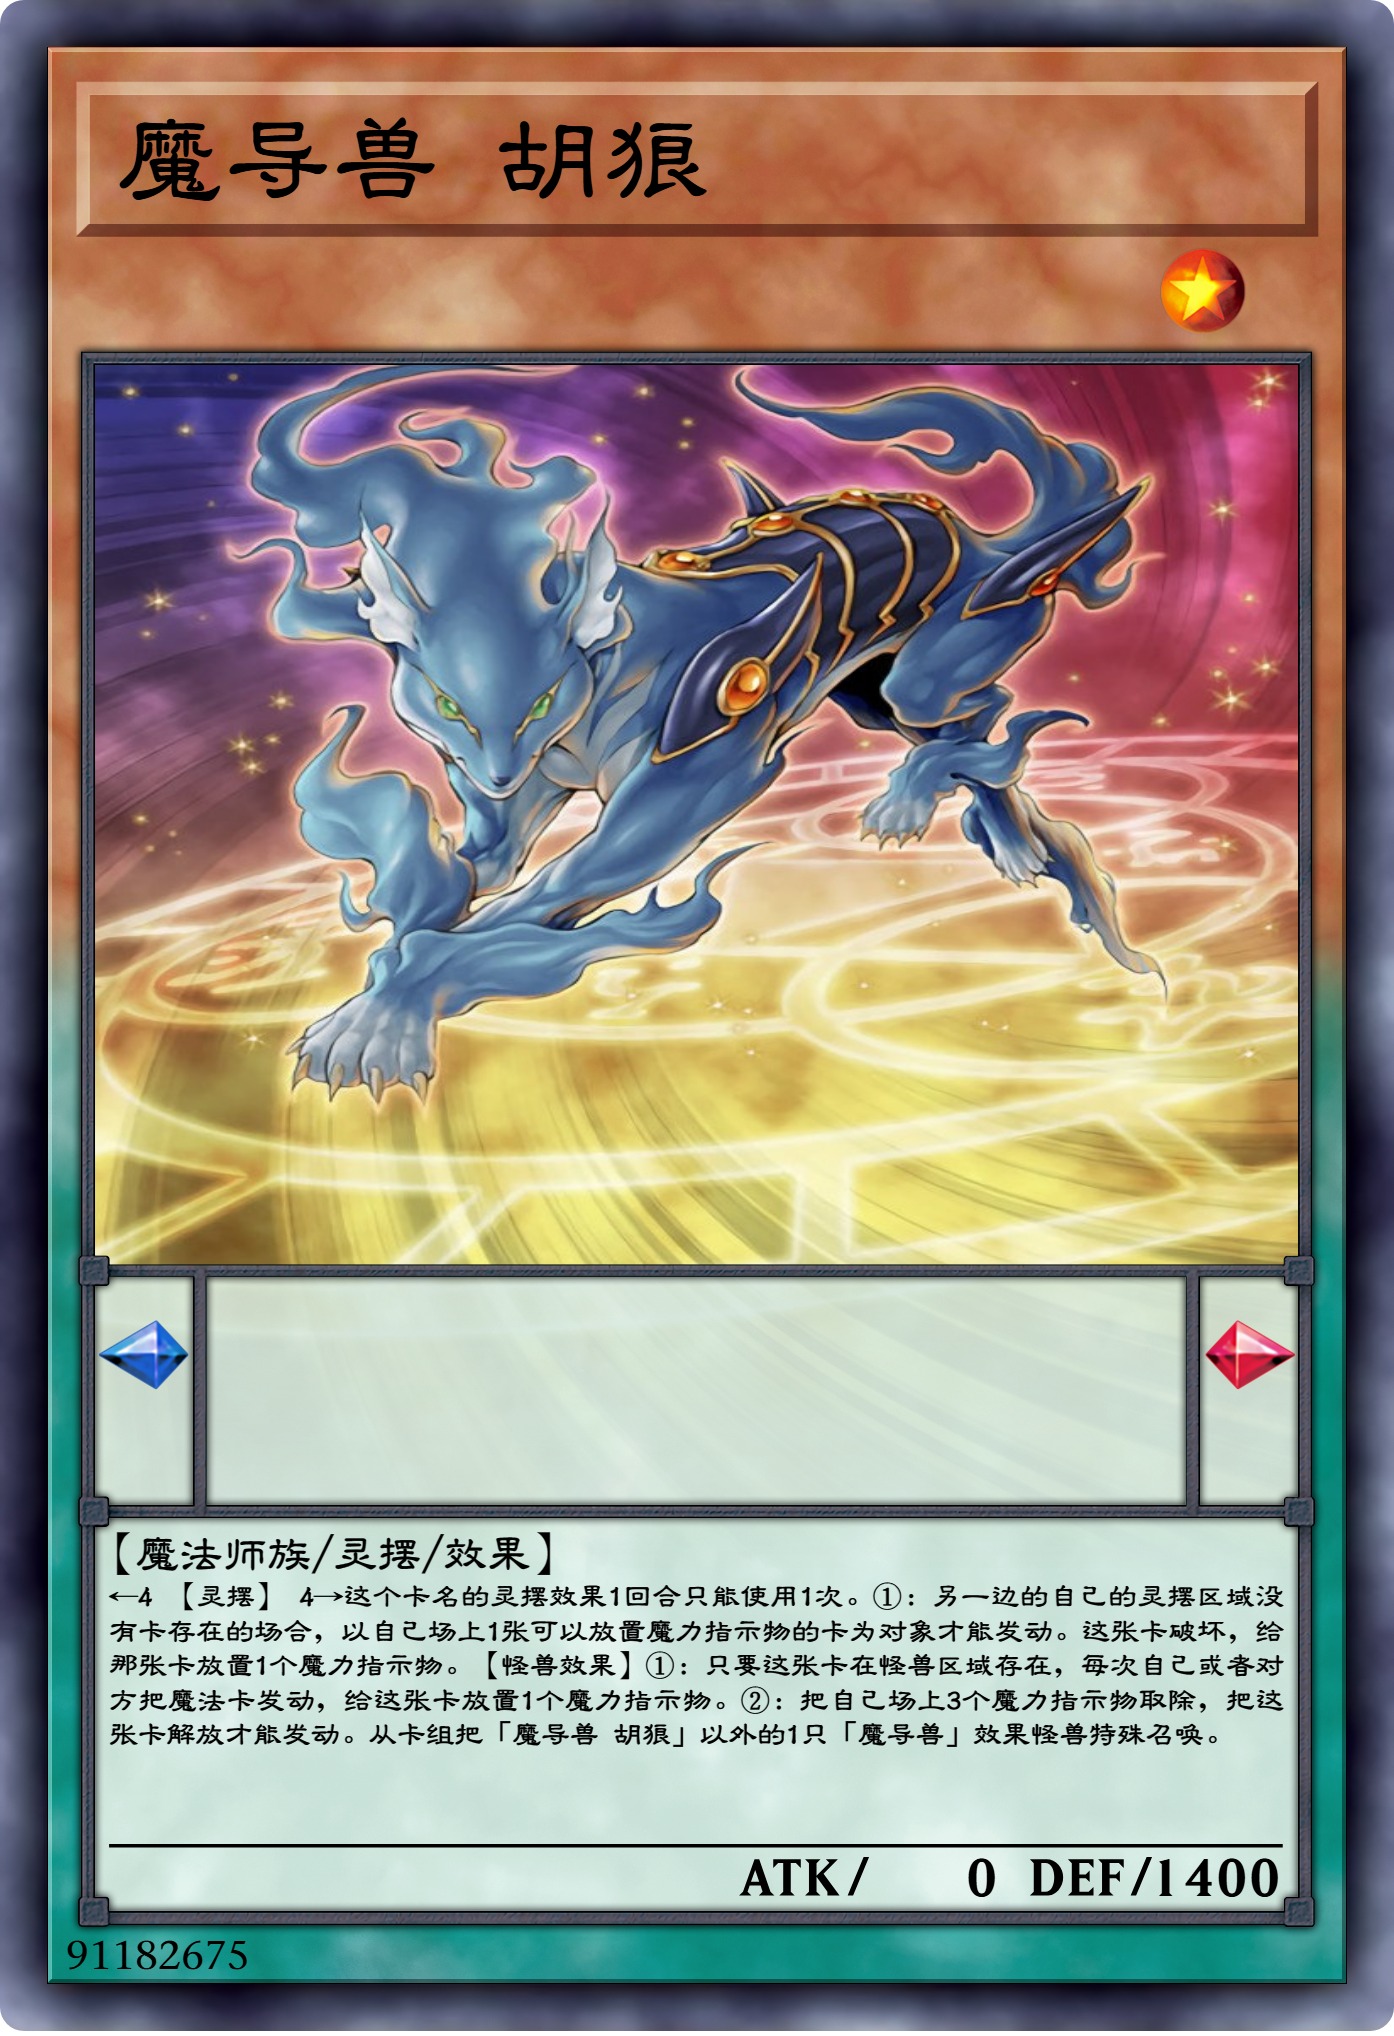 魔导兽 胡狼
【魔法师族/灵摆/效果】
←4 【灵摆】 4→这个卡名的灵摆效果1回合只能使用1次。①：另一边的自己的灵摆区域没
有卡存在的场合，以自己场上1张可以放置魔力指示物的卡为对象才能发动。这张卡破坏，给
那张卡放置1个魔力指示物。【怪兽效果】①：只要这张卡在怪兽区域存在，每次自己或者对
方把魔法卡发动，给这张卡放置1个魔力指示物。②：把自己场上3个魔力指示物取除，把这
张卡解放才能发动。从卡组把「魔导兽 胡狼」以外的1只「魔导兽」效果怪兽特殊召唤。
ATK/ 0 DEF/1400
91182675